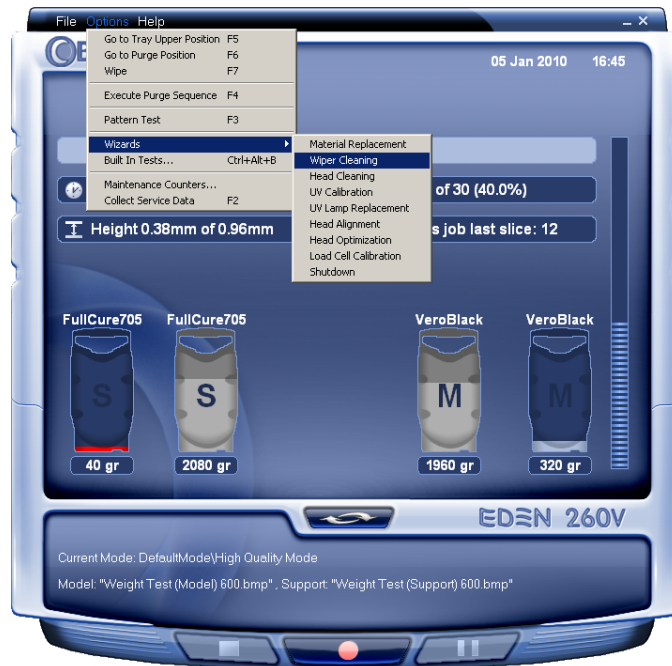 File Options Help
05 Jan 2010 16:45
Go to Tray Upper Position F5
Go to Purge Position F6
Wipe F7
Execute Purge Sequence F4
Pattern Test F3
Wizards
Built In Tests... Ctrl+Alt+B
Maintenance Counters...
Collect Service Data F2
Material Replacement
Wiper Cleaning
Head Cleaning
UV Calibration
UV Lamp Replacement
Head Alignment
Head Optimization
Load Cell Calibration
Shutdown
of 30 (40.0%)
Height 0.38mm of 0.96mm
job last slice: 12
FullCure705 FullCure705 VeroBlack VeroBlack
S S M M
40 gr 2080 gr 1960 gr 320 gr
EDEN 260V
Current Mode: DefaultMode\High Quality Mode
Model: "Weight Test (Model) 600.bmp" , Support: "Weight Test (Support) 600.bmp"